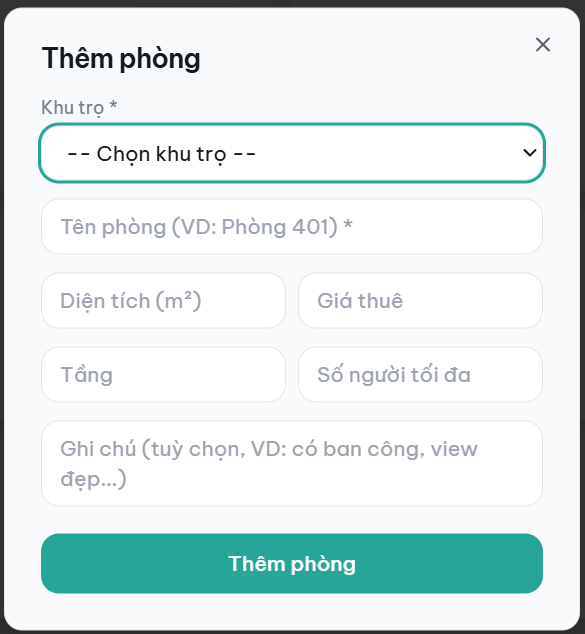 Thêm phòng
Khu trọ *
-- Chọn khu trọ --
Tên phòng (VD: Phòng 401) *
Diện tích (m²)
Giá thuê
Tầng
Số người tối đa
Ghi chú (tuỳ chọn, VD: có ban công, view
đẹp...)
Thêm phòng